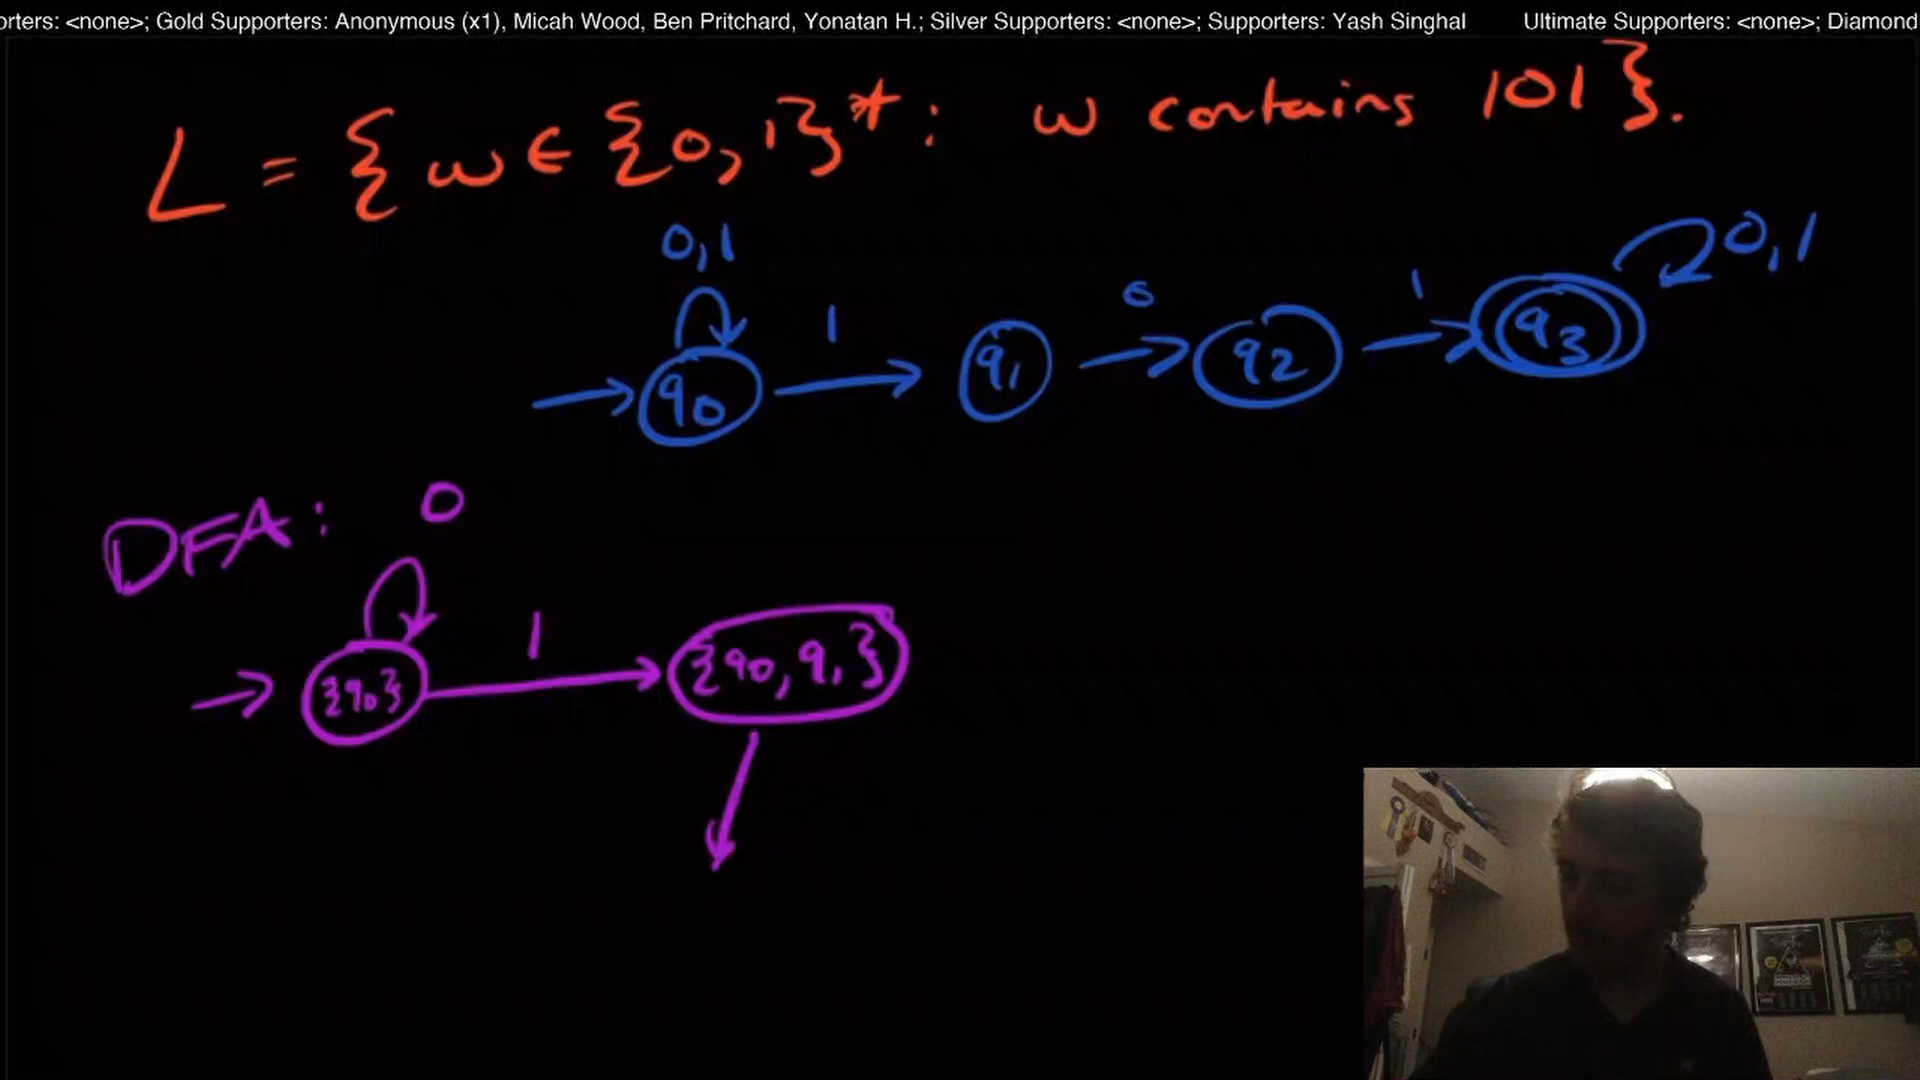 orters: <none>; Gold Supporters: Anonymous (x1), Micah Wood, Ben Pritchard, Yonatan H.; Silver Supporters: <none>; Supporters: Yash Singhal Ultimate Supporters: <none>; Diamond
L = {w ∈ {0,1}*: w contains 101}.
0,1
0,1
1
0
1
q0
q1
q2
q3
DFA:
0
1
{q0}
{q0, q1}